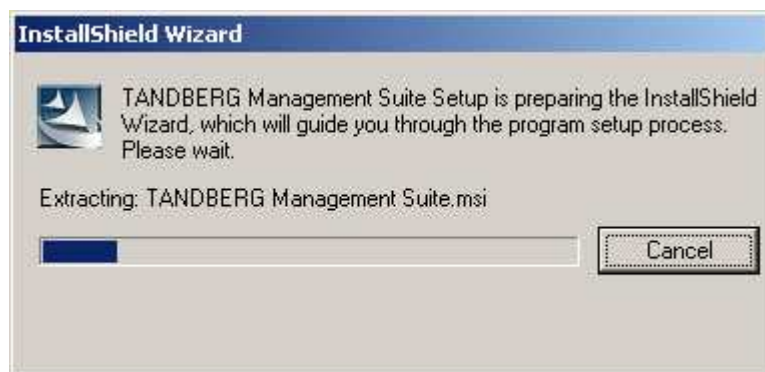 InstallShield Wizard
TANDBERG Management Suite Setup is preparing the InstallShield
Wizard, which will guide you through the program setup process.
Please wait.
Extracting: TANDBERG Management Suite.msi
Cancel